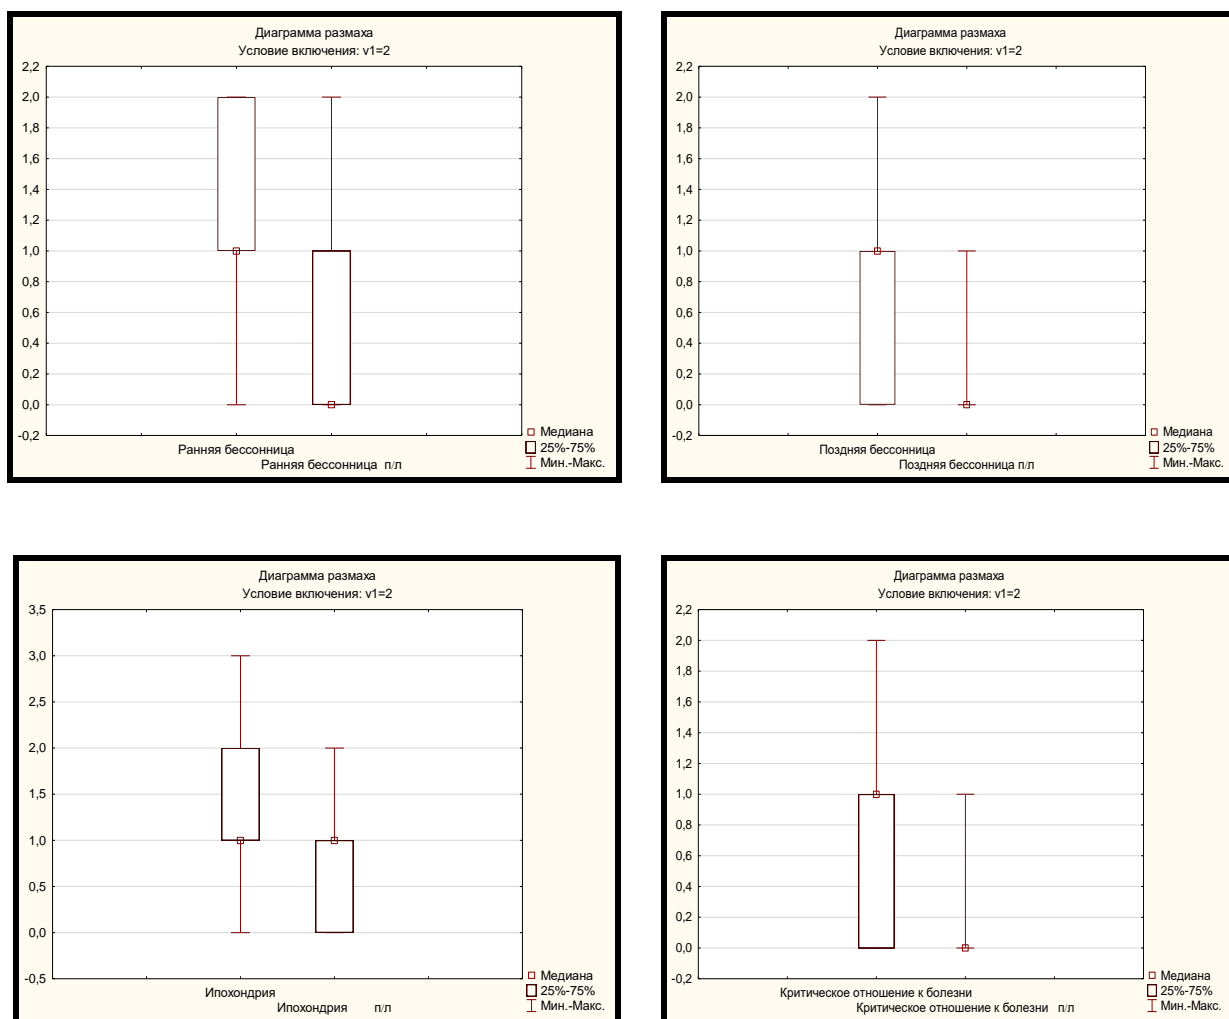 Диаграмма размаха
Условие включения: v1=2
2,2
2,0
1,8
1,6
1,4
1,2
1,0
0,8
0,6
0,4
0,2
0,0
-0,2
Ранняя бессонница
Ранняя бессонница п/л
Медиана
25%-75%
Мин.-Макс.
Диаграмма размаха
Условие включения: v1=2
2,2
2,0
1,8
1,6
1,4
1,2
1,0
0,8
0,6
0,4
0,2
0,0
-0,2
Поздняя бессонница
Поздняя бессонница п/л
Медиана
25%-75%
Мин.-Макс.
Диаграмма размаха
Условие включения: v1=2
3,5
3,0
2,5
2,0
1,5
1,0
0,5
0,0
-0,5
Ипохондрия
Ипохондрия п/л
Медиана
25%-75%
Мин.-Макс.
Диаграмма размаха
Условие включения: v1=2
2,2
2,0
1,8
1,6
1,4
1,2
1,0
0,8
0,6
0,4
0,2
0,0
-0,2
Критическое отношение к болезни
Критическое отношение к болезни п/л
Медиана
25%-75%
Мин.-Макс.